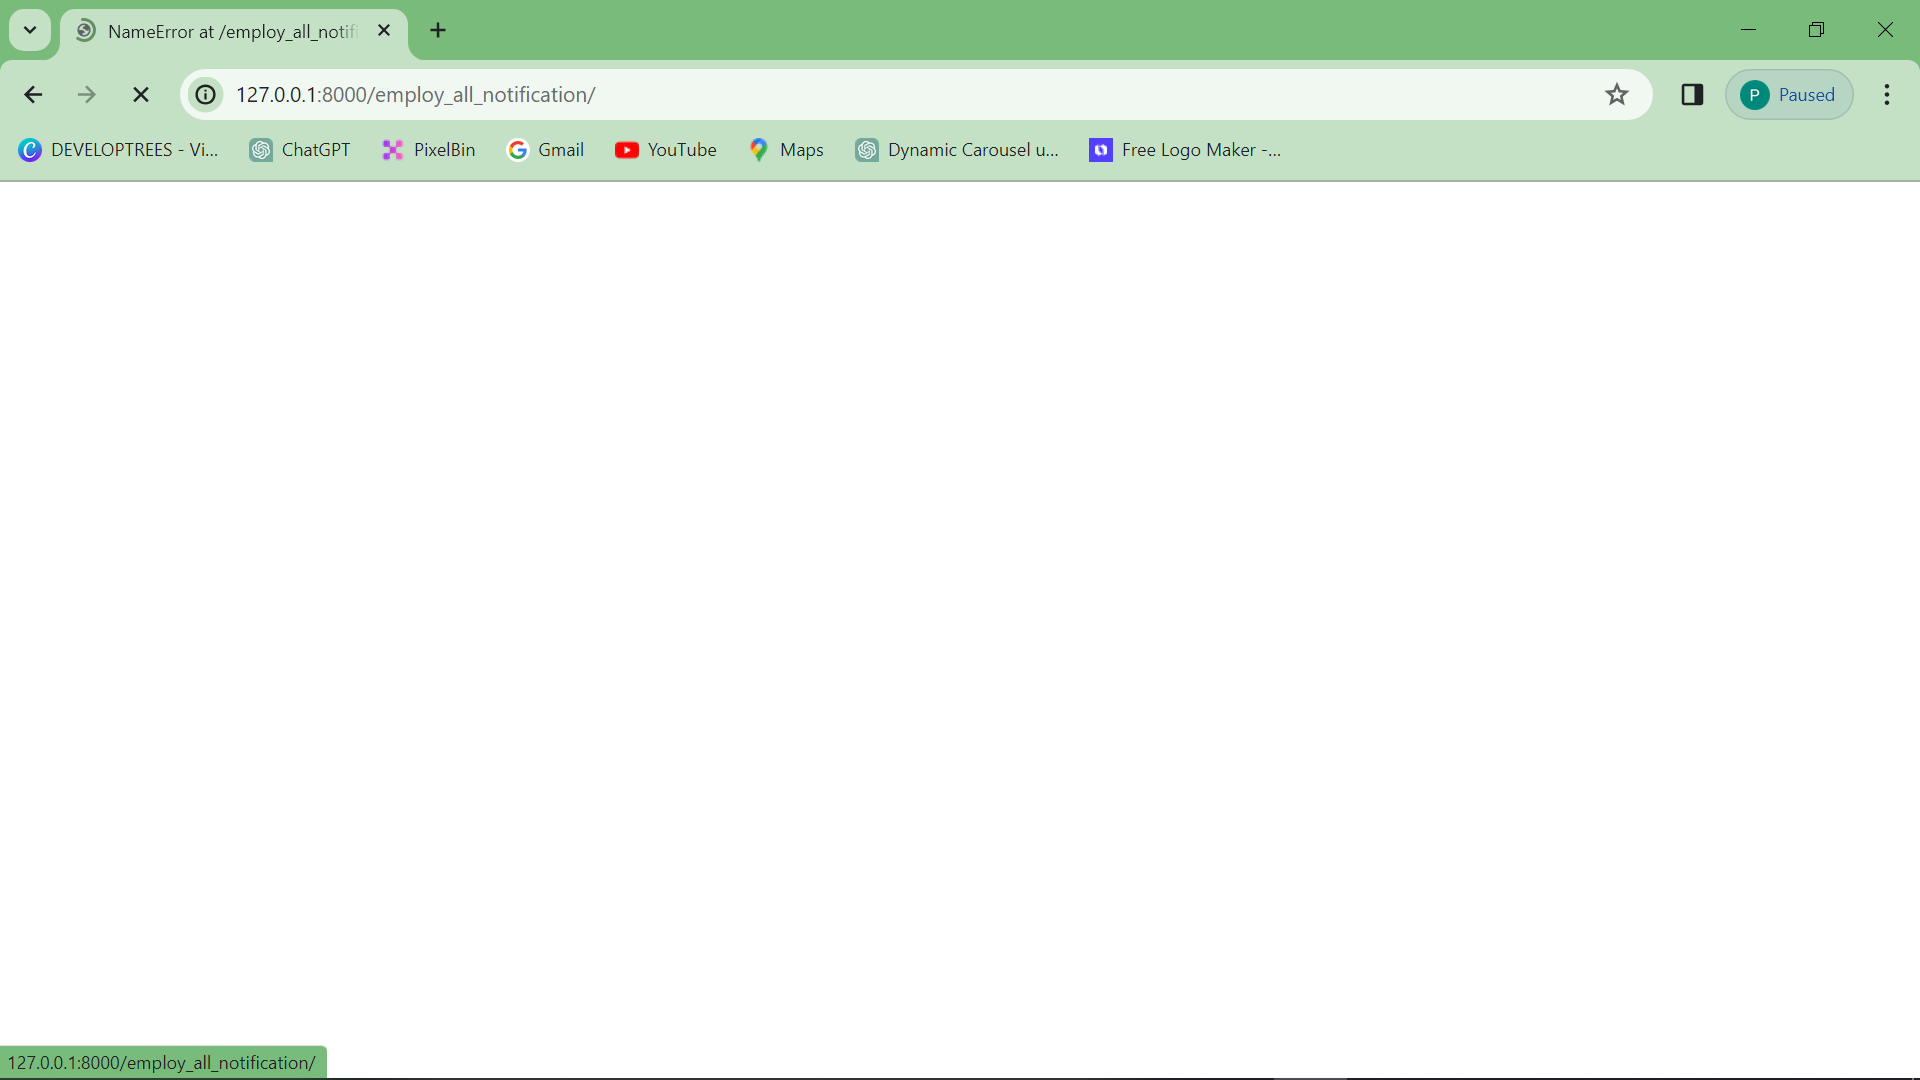 NameError at /employ_all_notifi
127.0.0.1:8000/employ_all_notification/
P Paused
DEVELOPTREES - Vi... ChatGPT PixelBin Gmail YouTube Maps Dynamic Carousel u... Free Logo Maker -...
127.0.0.1:8000/employ_all_notification/